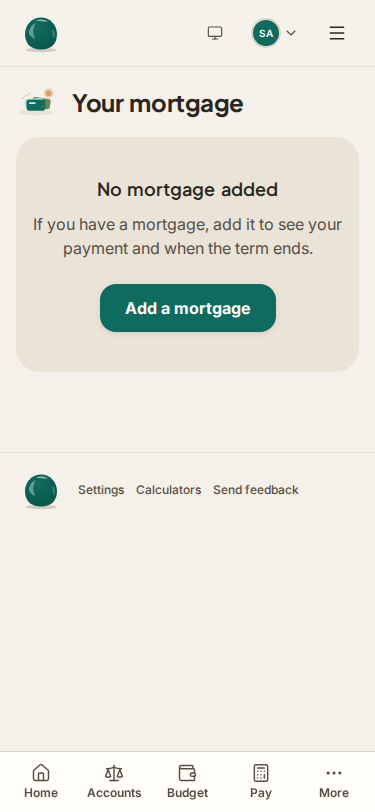 SA
Your mortgage
No mortgage added
If you have a mortgage, add it to see your
payment and when the term ends.
Add a mortgage
Settings Calculators Send feedback
Home Accounts Budget Pay More